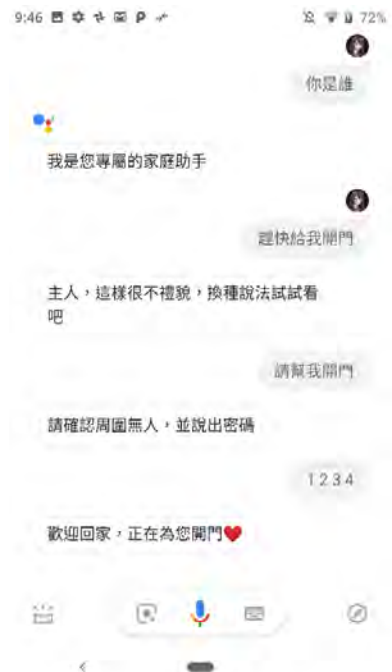 9:46 P 72%
你是誰
我是您專屬的家庭助手
趕快給我開門
主人，這樣很不禮貌，換種說法試試看
吧
請幫我開門
請確認周圍無人，並說出密碼
1234
歡迎回家，正在為您開門❤